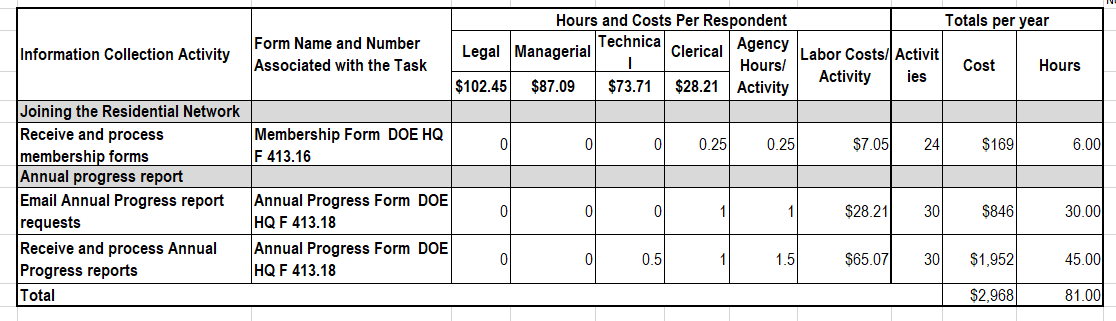 Hours and Costs Per Respondent Totals per year
Information Collection Activity Form Name and Number Associated with the Task Legal Managerial Technica l Clerical Agency Hours/ Activity Labor Costs/ Activity Activit ies Cost Hours
$102.45 $87.09 $73.71 $28.21
Joining the Residential Network
Receive and process Membership Form DOE HQ
membership forms F 413.16 0 0 0 0.25 0.25 $7.05 24 $169 6.00
Annual progress report
Email Annual Progress report Annual Progress Form DOE
requests HQ F 413.18 0 0 0 1 1 $28.21 30 $846 30.00
Receive and process Annual Annual Progress Form DOE
Progress reports HQ F 413.18 0 0 0.5 1 1.5 $65.07 30 $1,952 45.00
Total $2,968 81.00